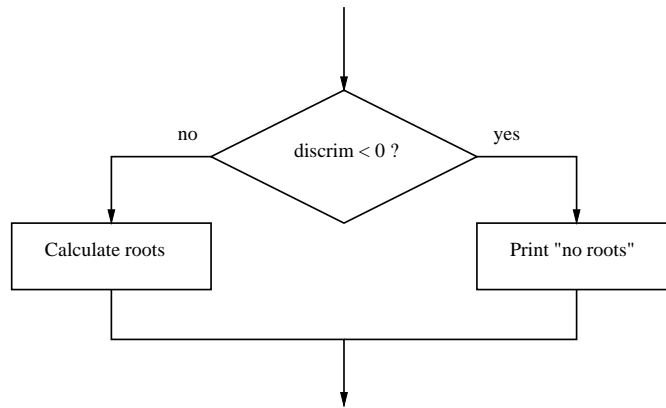 no
yes
discrim < 0 ?
Calculate roots
Print "no roots"